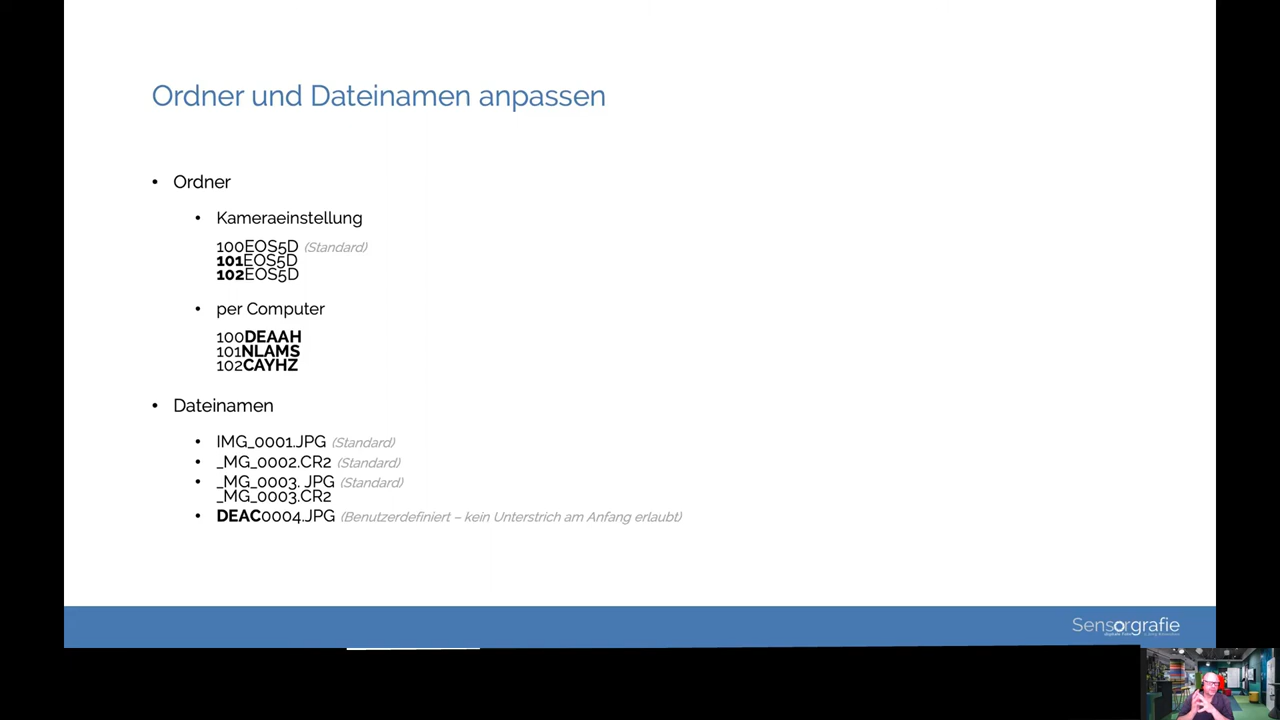 Ordner und Dateinamen anpassen
• Ordner
• Kameraeinstellung
100EOS5D (Standard)
101EOS5D
102EOS5D
• per Computer
100DEAAH
101NLAMS
102CAYHZ
• Dateinamen
• IMG_0001.JPG (Standard)
• _MG_0002.CR2 (Standard)
• _MG_0003. JPG (Standard)
_MG_0003.CR2
• DEAC0004.JPG (Benutzerdefiniert – kein Unterstrich am Anfang erlaubt)
Sensorgrafie